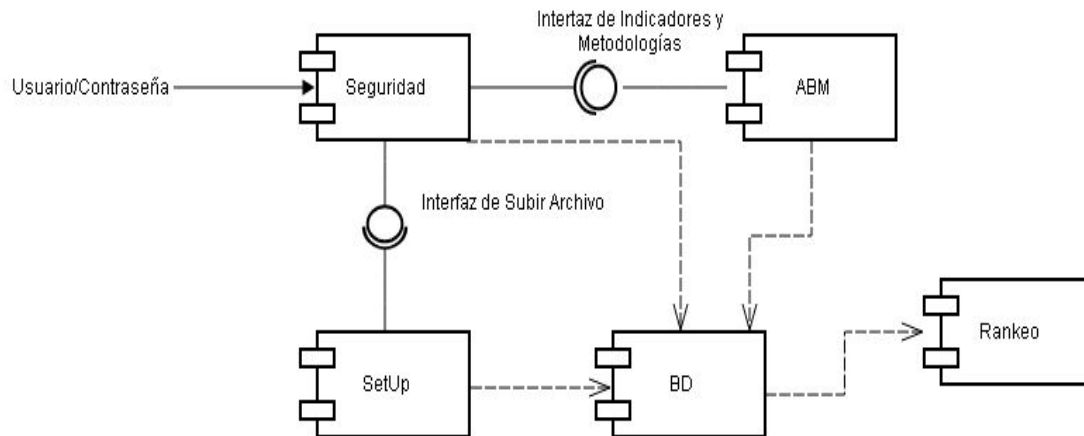 Intertaz de Indicadores y
Metodologías
Usuario/Contraseña
Seguridad
ABM
Interfaz de Subir Archivo
SetUp
BD
Rankeo